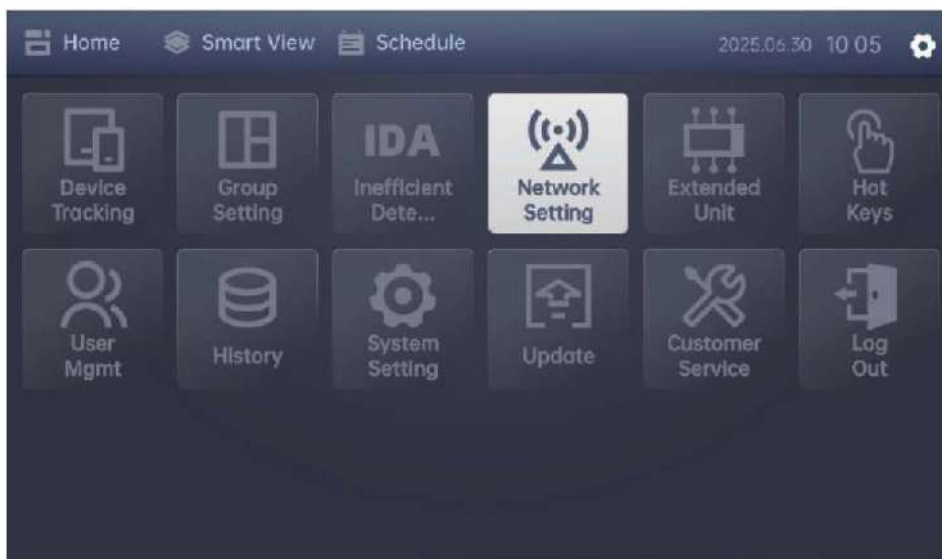 Home
Smart View
Schedule
2025.06.30 10 05
Device
Tracking
Group
Setting
IDA
Inefficient
Dete...
Network
Setting
Extended
Unit
Hot
Keys
User
Mgmt
History
System
Setting
Update
Customer
Service
Log
Out